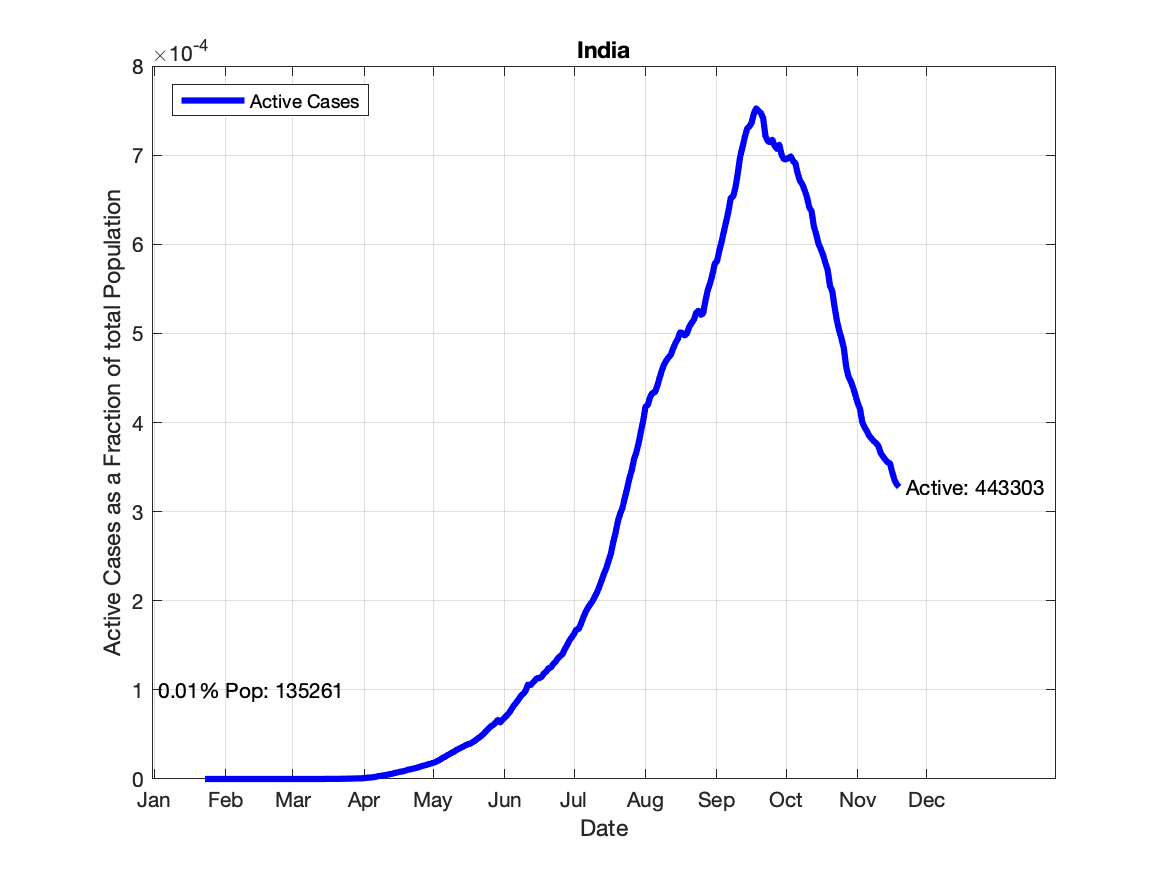 India
×10-4
Active Cases
8
7
6
5
4
3
2
1
0
Active Cases as a Fraction of total Population
Active: 443303
0.01% Pop: 135261
Jan Feb Mar Apr May Jun Jul Aug Sep Oct Nov Dec
Date